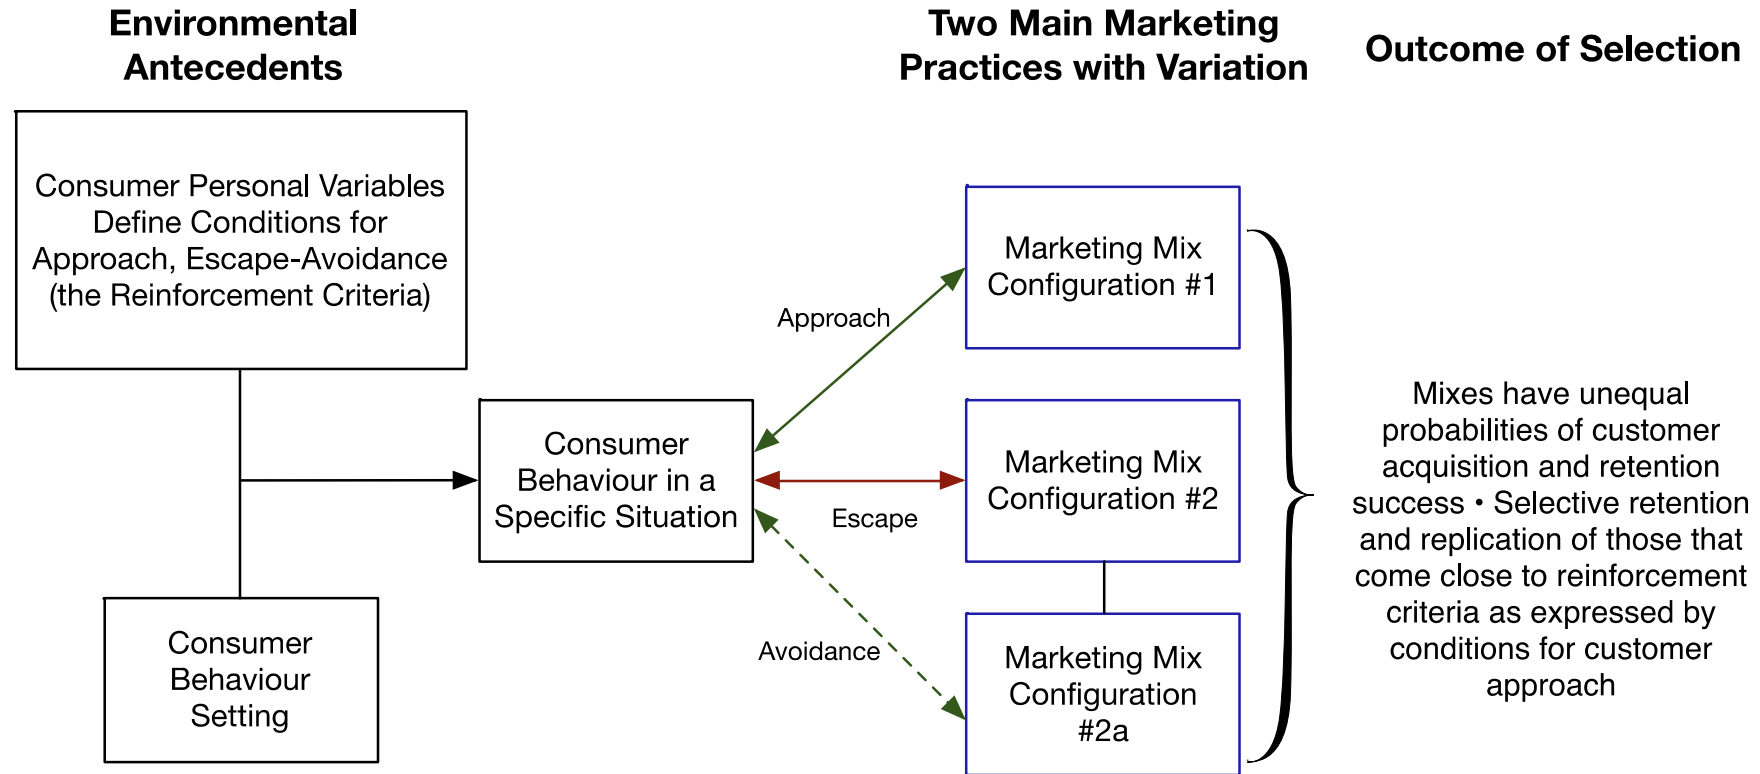 Environmental
Antecedents
Two Main Marketing
Practices with Variation
Outcome of Selection
Consumer Personal Variables
Define Conditions for
Approach, Escape-Avoidance
(the Reinforcement Criteria)
Consumer
Behaviour
Setting
Consumer
Behaviour in a
Specific Situation
Approach
Escape
Avoidance
Marketing Mix
Configuration #1
Marketing Mix
Configuration #2
Marketing Mix
Configuration
#2a
Mixes have unequal
probabilities of customer
acquisition and retention
success • Selective retention
and replication of those that
come close to reinforcement
criteria as expressed by
conditions for customer
approach